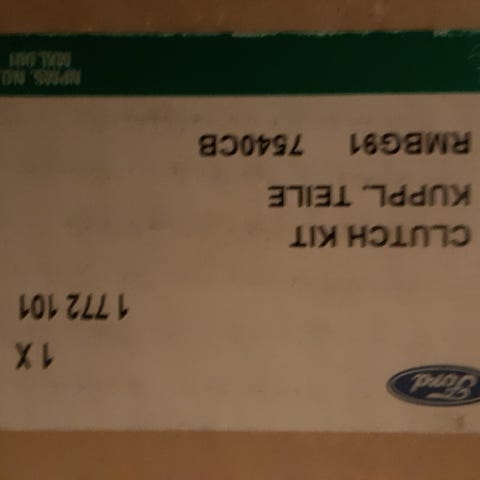 Ford
1 X
1 772 101
CLUTCH KIT
KUPPL. TEILE
RMBG91 7540CB